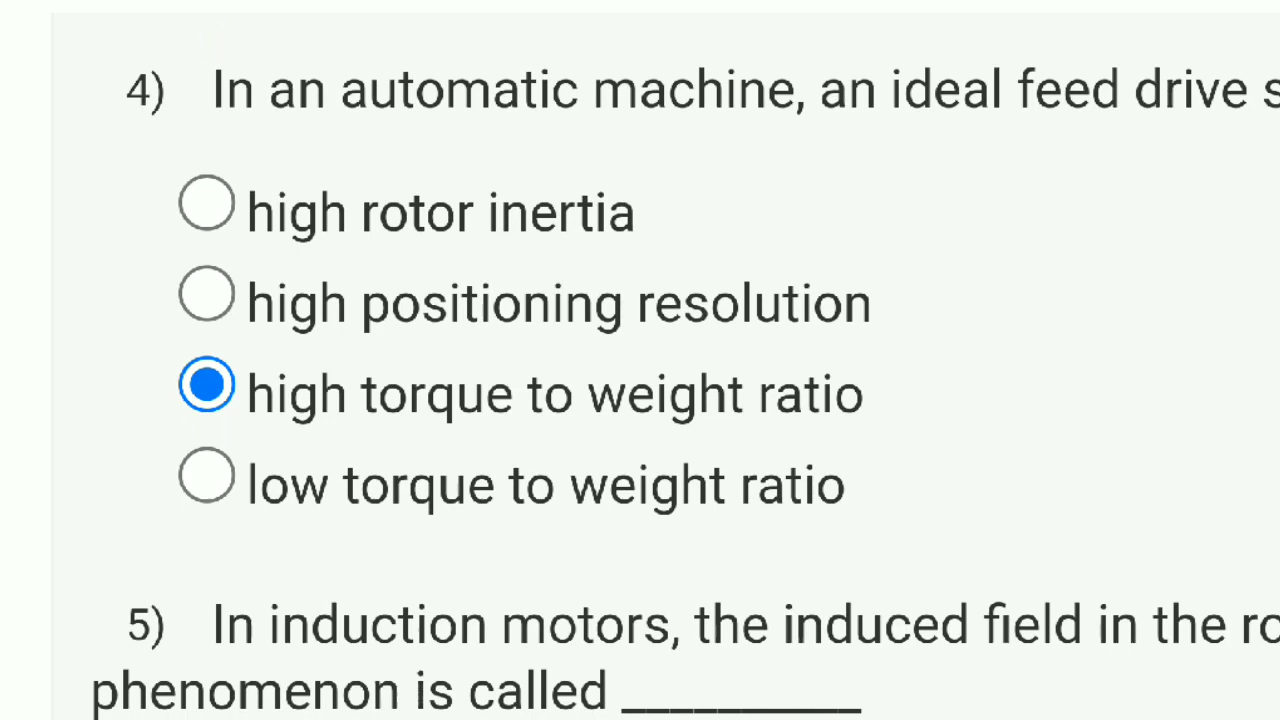 4) In an automatic machine, an ideal feed drive
high rotor inertia
high positioning resolution
high torque to weight ratio
low torque to weight ratio
5) In induction motors, the induced field in the
phenomenon is called __________